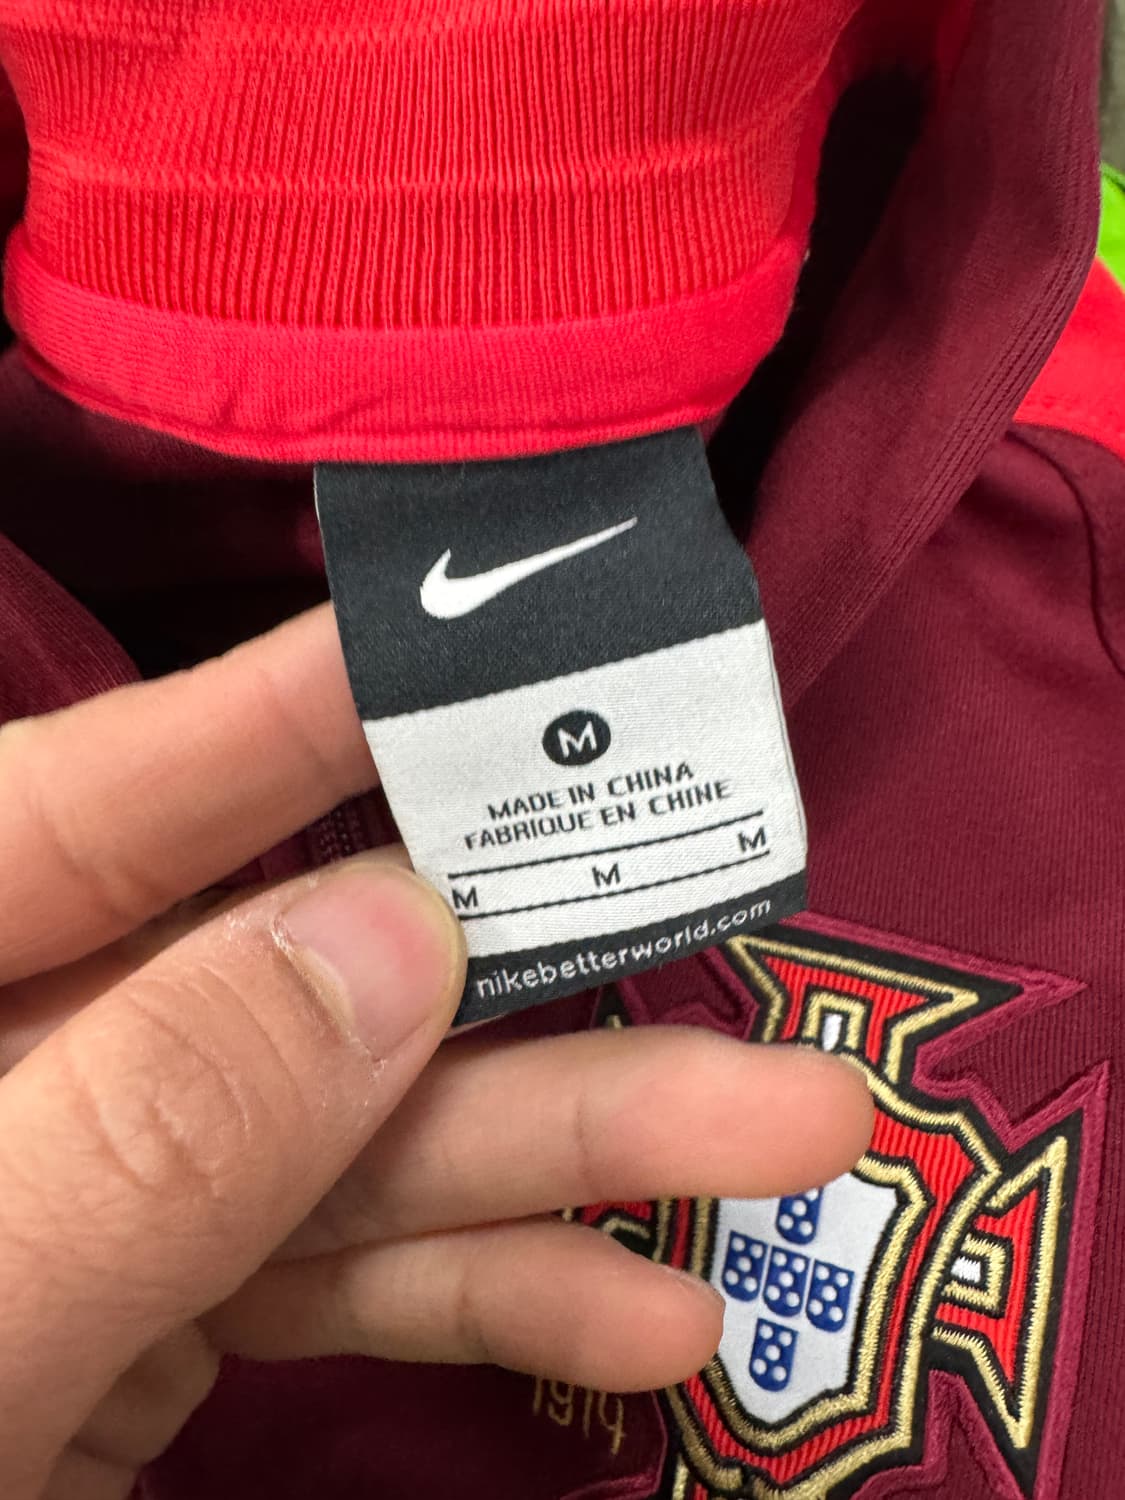 M
MADE IN CHINA
FABRIQUE EN CHINE
M M M
nikebetterworld.com
1914